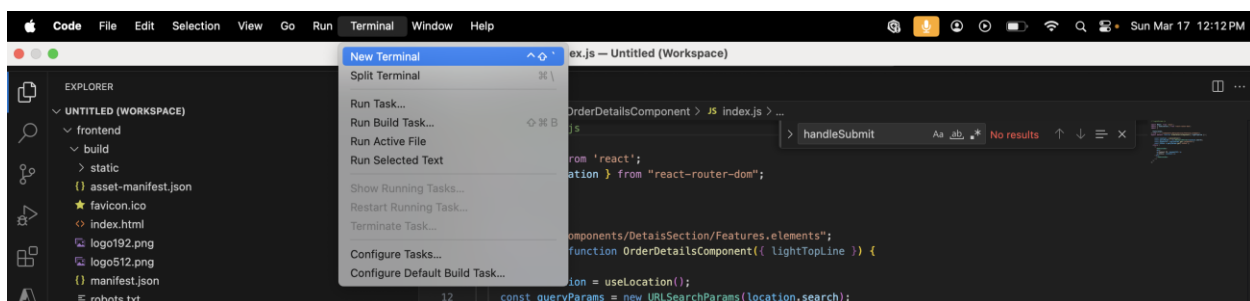 Code File Edit Selection View Go Run Terminal Window Help Sun Mar 17 12:12 PM
ex.js — Untitled (Workspace)
New Terminal ^⇧`
Split Terminal ⌘\
Run Task...
Run Build Task... ⇧⌘B
Run Active File
Run Selected Text
Show Running Tasks...
Restart Running Task...
Terminate Task...
Configure Tasks...
Configure Default Build Task...
EXPLORER
UNTITLED (WORKSPACE)
frontend
build
static
{} asset-manifest.json
favicon.ico
<> index.html
logo192.png
logo512.png
{} manifest.json
robots.txt
OrderDetailsComponent > JS index.js > ...
js
> handleSubmit Aa ab .* No results
rom 'react';
ation } from "react-router-dom";
omponents/DetaisSection/Features.elements";
function OrderDetailsComponent({ lightTopLine }) {
ion = useLocation();
12 const queryParams = new URLSearchParams(location.search);